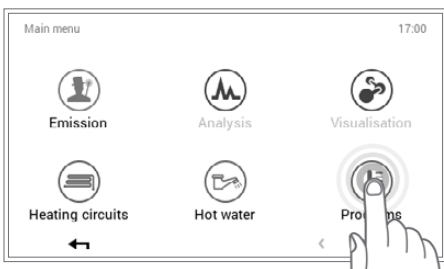 Main menu 17:00
Emission Analysis Visualisation
Heating circuits Hot water